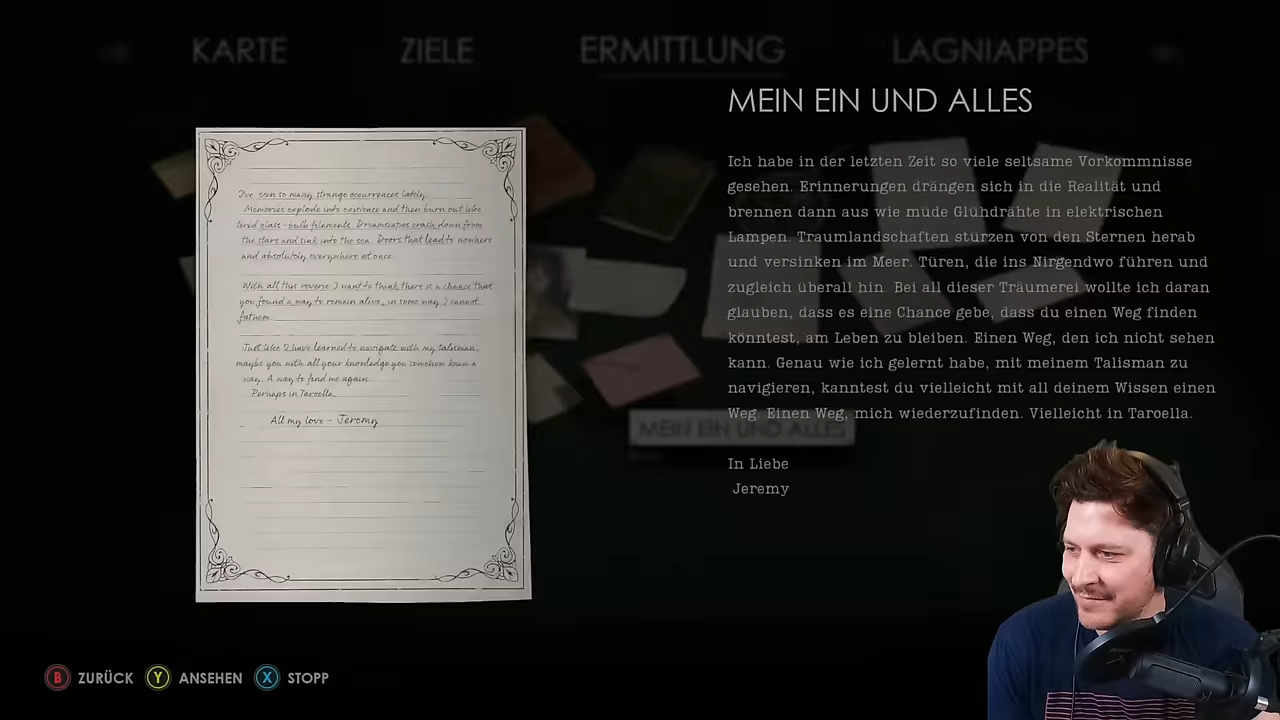 KARTE
ZIELE
ERMITTLUNG
LAGNIAPPES
MEIN EIN UND ALLES
Ich habe in der letzten Zeit so viele seltsame Vorkommnisse
gesehen. Erinnerungen drängen sich in die Realität und
brennen dann aus wie müde Glühdrähte in elektrischen
Lampen. Traumlandschaften stürzen von den Sternen herab
und versinken im Meer. Türen, die ins Nirgendwo führen und
zugleich überall hin. Bei all dieser Träumerei wollte ich daran
glauben, dass es eine Chance gebe, dass du einen Weg finden
könntest, am Leben zu bleiben. Einen Weg, den ich nicht sehen
kann. Genau wie ich gelernt habe, mit meinem Talisman zu
navigieren, kanntest du vielleicht mit all deinem Wissen einen
Weg. Einen Weg, mich wiederzufinden. Vielleicht in Taroella.
In Liebe
Jeremy
I've seen so many strange occurrences lately.
Memories explode into existence and then burn out like
tired glass-bulb filaments. Dreamscapes crash down from
the stars and sink into the sea. Doors that lead to nowhere
and absolutely everywhere at once.
With all this reverie I want to think there is a chance that
you found a way to remain alive, in some way I cannot
fathom.
Just like I have learned to navigate with my talisman,
maybe you with all your knowledge you somehow knew a
way. A way to find me again.
Perhaps in Taroella.
All my love - Jeremy
MEIN EIN UND ALLES
B ZURÜCK Y ANSEHEN X STOPP